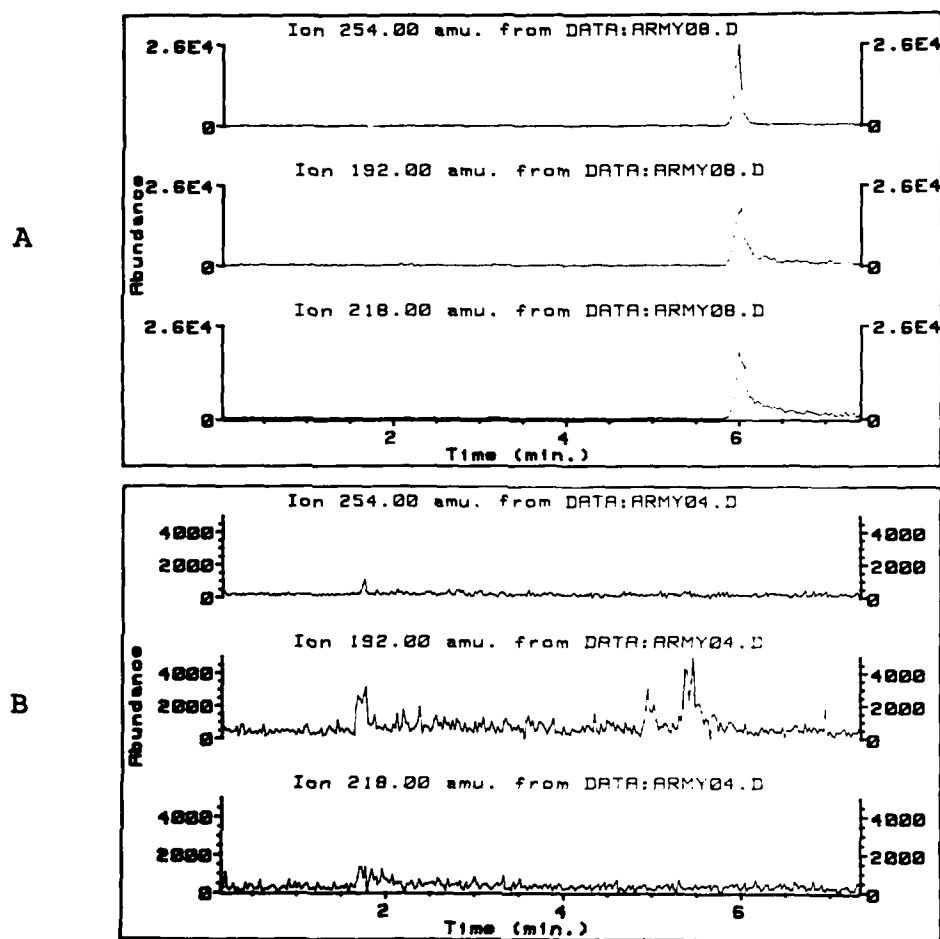 A
Ion 254.00 amu. from DATA:ARMY08.D
2.6E4 2.6E4
0 0
Ion 192.00 amu. from DATA:ARMY08.D
2.6E4 2.6E4
0 0
Abundance
Ion 218.00 amu. from DATA:ARMY08.D
2.6E4 2.6E4
0 0
2 4 6
Time (min.)
B
Ion 254.00 amu. from DATA:ARMY04.D
4000 4000
2000 2000
0 0
Ion 192.00 amu. from DATA:ARMY04.D
4000 4000
2000 2000
0 0
Abundance
Ion 218.00 amu. from DATA:ARMY04.D
4000 4000
2000 2000
0 0
2 4 6
Time (min.)